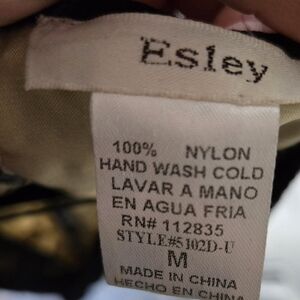 Esley
100% NYLON
HAND WASH COLD
LAVAR A MANO
EN AGUA FRIA
RN# 112835
STYLE#5102D-U
M
MADE IN CHINA
HECHO EN CHINA